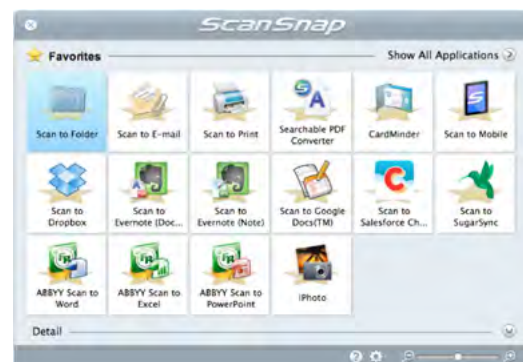 ScanSnap
Favorites
Show All Applications
Scan to Folder
Scan to E-mail
Scan to Print
Searchable PDF
Converter
CardMinder
Scan to Mobile
Scan to
Dropbox
Scan to
Evernote (Doc...
Scan to
Evernote (Note)
Scan to Google
Docs(TM)
Scan to
Salesforce Ch...
Scan to
SugarSync
ABBYY Scan to
Word
ABBYY Scan to
Excel
ABBYY Scan to
PowerPoint
iPhoto
Detail